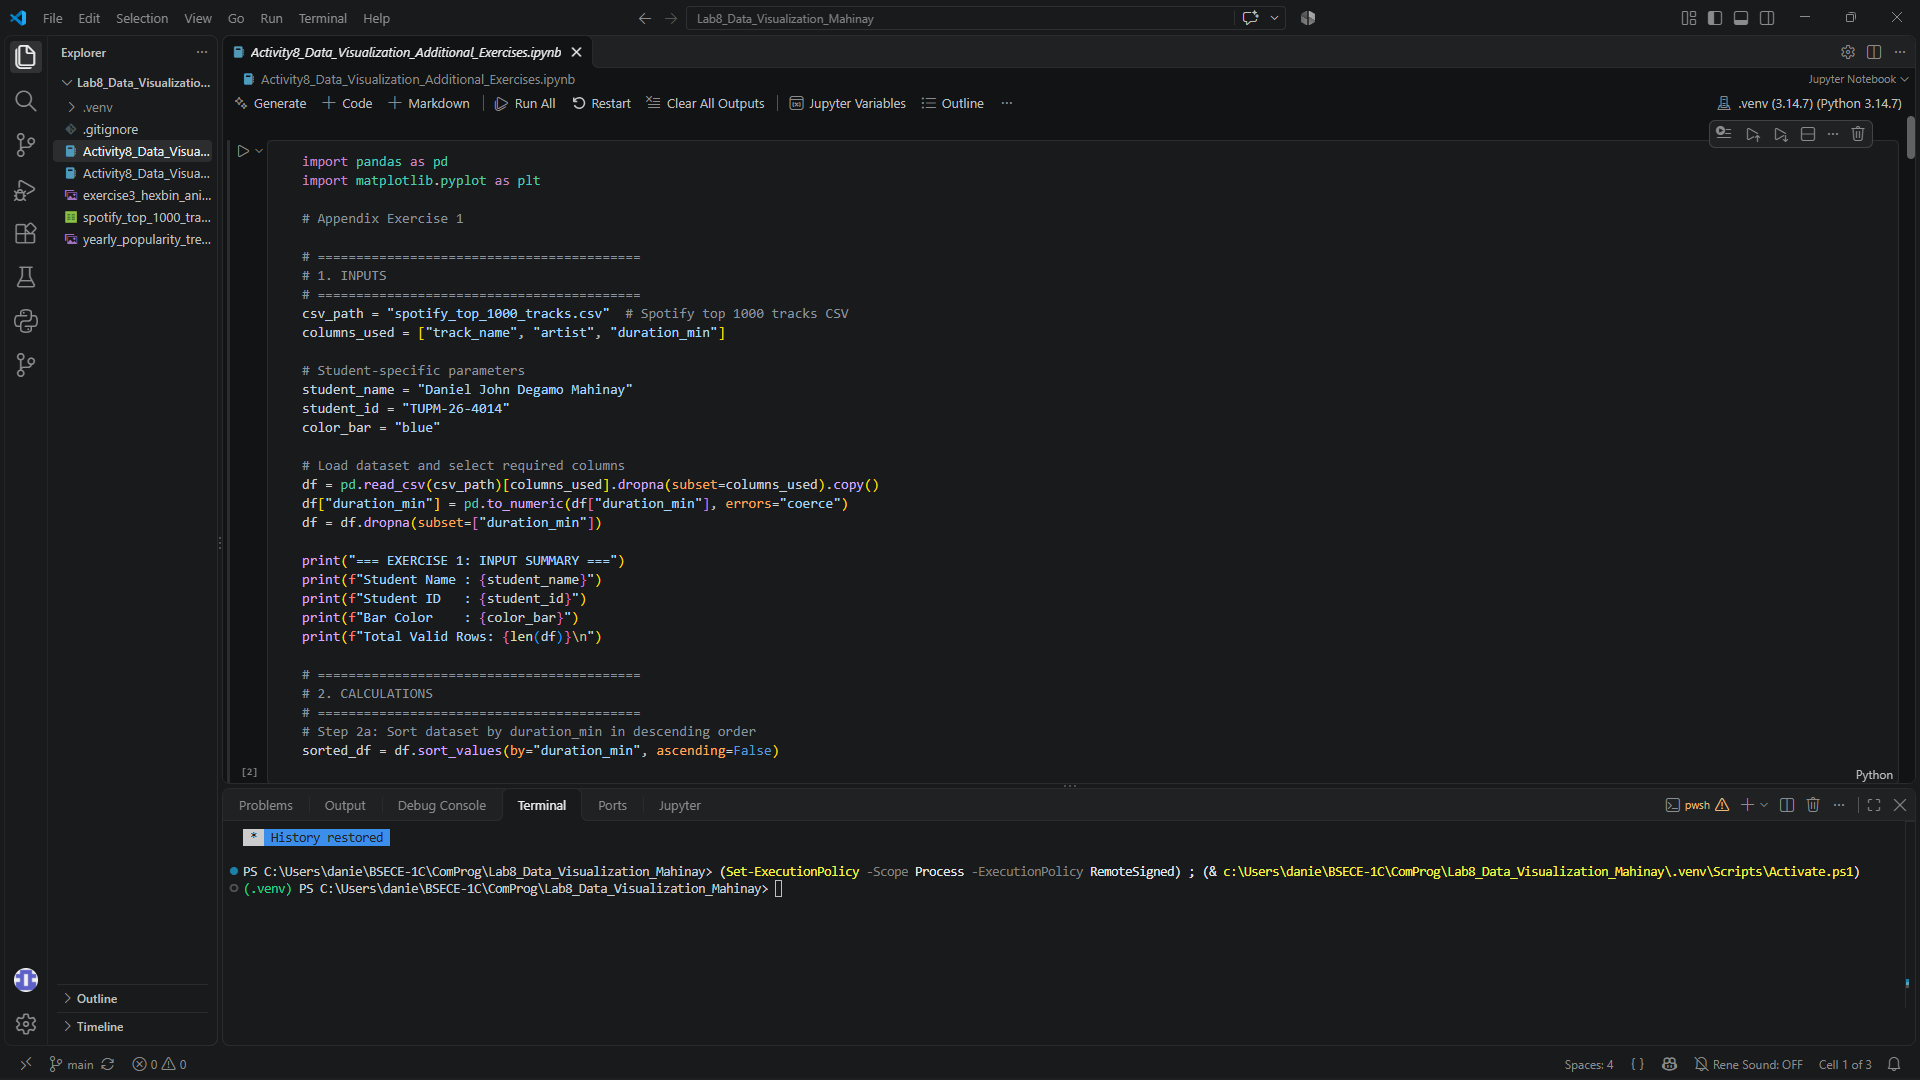 File Edit Selection View Go Run Terminal Help
Lab8_Data_Visualization_Mahinay
Explorer
Lab8_Data_Visualizatio...
.venv
.gitignore
Activity8_Data_Visua...
Activity8_Data_Visua...
exercise3_hexbin_ani...
spotify_top_1000_tra...
yearly_popularity_tre...
Outline
Timeline
Activity8_Data_Visualization_Additional_Exercises.ipynb
Activity8_Data_Visualization_Additional_Exercises.ipynb
Jupyter Notebook
Generate Code Markdown Run All Restart Clear All Outputs Jupyter Variables Outline
.venv (3.14.7) (Python 3.14.7)
import pandas as pd
import matplotlib.pyplot as plt
# Appendix Exercise 1
# ==========================================
# 1. INPUTS
# ==========================================
csv_path = "spotify_top_1000_tracks.csv"  # Spotify top 1000 tracks CSV
columns_used = ["track_name", "artist", "duration_min"]
# Student-specific parameters
student_name = "Daniel John Degamo Mahinay"
student_id = "TUPM-26-4014"
color_bar = "blue"
# Load dataset and select required columns
df = pd.read_csv(csv_path)[columns_used].dropna(subset=columns_used).copy()
df["duration_min"] = pd.to_numeric(df["duration_min"], errors="coerce")
df = df.dropna(subset=["duration_min"])
print("=== EXERCISE 1: INPUT SUMMARY ===")
print(f"Student Name : {student_name}")
print(f"Student ID   : {student_id}")
print(f"Bar Color    : {color_bar}")
print(f"Total Valid Rows: {len(df)}\n")
# ==========================================
# 2. CALCULATIONS
# ==========================================
# Step 2a: Sort dataset by duration_min in descending order
sorted_df = df.sort_values(by="duration_min", ascending=False)
[2]
Python
Problems Output Debug Console Terminal Ports Jupyter
pwsh
* History restored
PS C:\Users\danie\BSECE-1C\ComProg\Lab8_Data_Visualization_Mahinay> (Set-ExecutionPolicy -Scope Process -ExecutionPolicy RemoteSigned) ; (& c:\Users\danie\BSECE-1C\ComProg\Lab8_Data_Visualization_Mahinay\.venv\Scripts\Activate.ps1)
(.venv) PS C:\Users\danie\BSECE-1C\ComProg\Lab8_Data_Visualization_Mahinay>
main 0 0
Spaces: 4 { } Rene Sound: OFF Cell 1 of 3